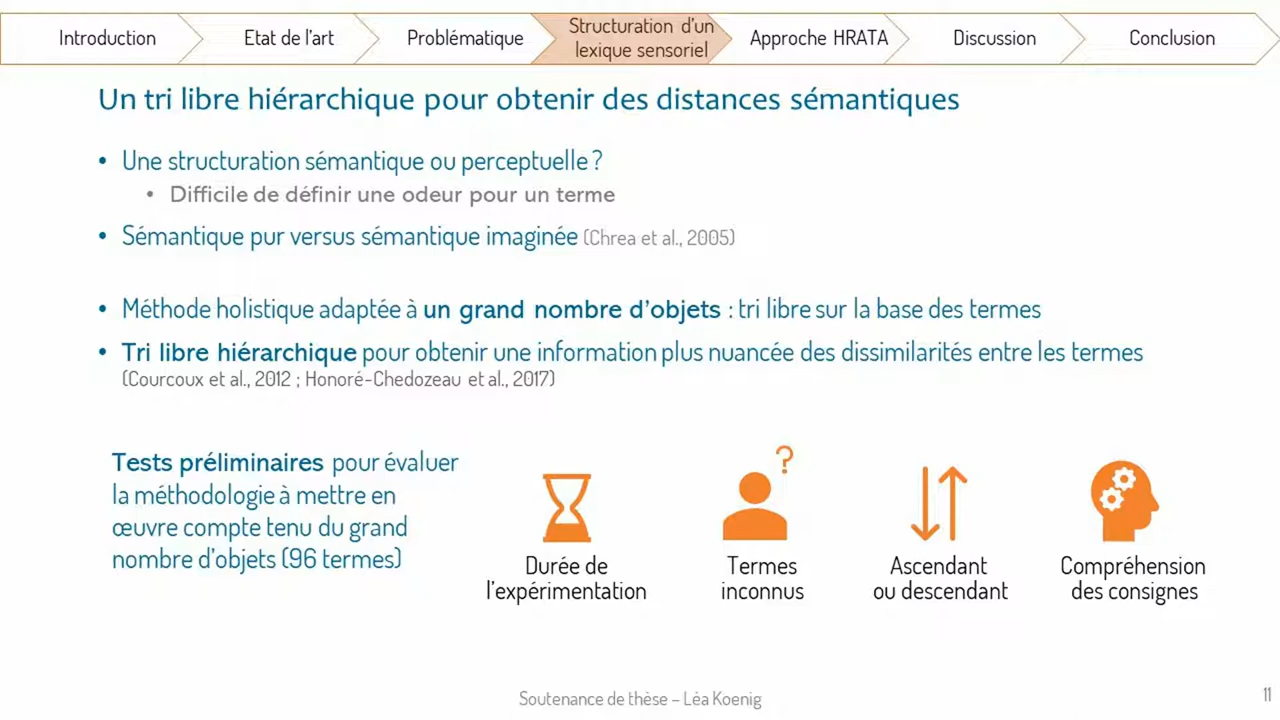 Introduction
Etat de l'art
Problématique
Structuration d'un
lexique sensoriel
Approche HRATA
Discussion
Conclusion
Un tri libre hiérarchique pour obtenir des distances sémantiques
• Une structuration sémantique ou perceptuelle ?
• Difficile de définir une odeur pour un terme
• Sémantique pur versus sémantique imaginée (Chrea et al., 2005)
• Méthode holistique adaptée à un grand nombre d'objets : tri libre sur la base des termes
• Tri libre hiérarchique pour obtenir une information plus nuancée des dissimilarités entre les termes
(Courcoux et al., 2012 ; Honoré-Chedozeau et al., 2017)
Tests préliminaires pour évaluer
la méthodologie à mettre en
œuvre compte tenu du grand
nombre d'objets (96 termes)
?
Durée de
l'expérimentation
Termes
inconnus
Ascendant
ou descendant
Compréhension
des consignes
Soutenance de thèse – Léa Koenig
11